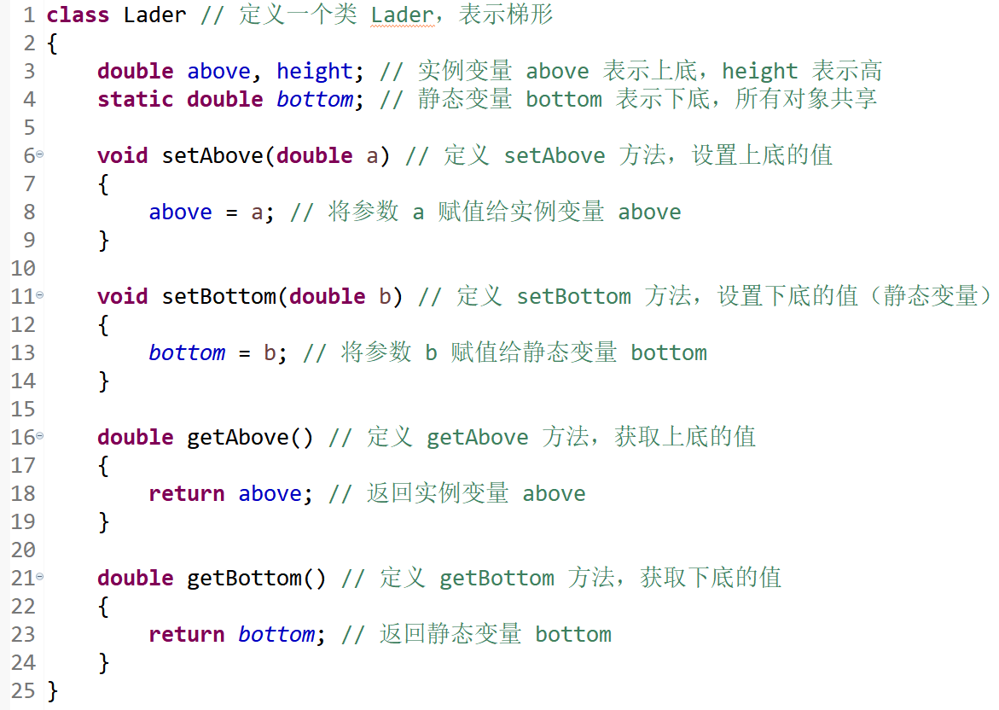 1 class Lader // 定义一个类 Lader，表示梯形
2 {
3     double above, height; // 实例变量 above 表示上底，height 表示高
4     static double bottom; // 静态变量 bottom 表示下底，所有对象共享
5
6     void setAbove(double a) // 定义 setAbove 方法，设置上底的值
7     {
8         above = a; // 将参数 a 赋值给实例变量 above
9     }
10
11     void setBottom(double b) // 定义 setBottom 方法，设置下底的值（静态变量）
12     {
13         bottom = b; // 将参数 b 赋值给静态变量 bottom
14     }
15
16     double getAbove() // 定义 getAbove 方法，获取上底的值
17     {
18         return above; // 返回实例变量 above
19     }
20
21     double getBottom() // 定义 getBottom 方法，获取下底的值
22     {
23         return bottom; // 返回静态变量 bottom
24     }
25 }